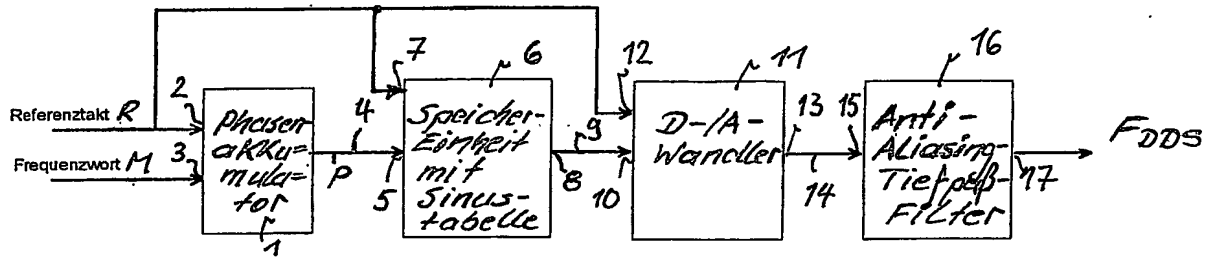 Referenztakt R
Frequenzwort M
2
3
Phasen
akku=
mula=
tor
1
4
P
5
7
6
Speicher-
Einheit
mit
Sinus-
tabelle
8
9
10
12
11
D-/A-
Wandler
13
14
15
16
Anti-
Aliasing-
Tiefpaß-
Filter
17
FDDS